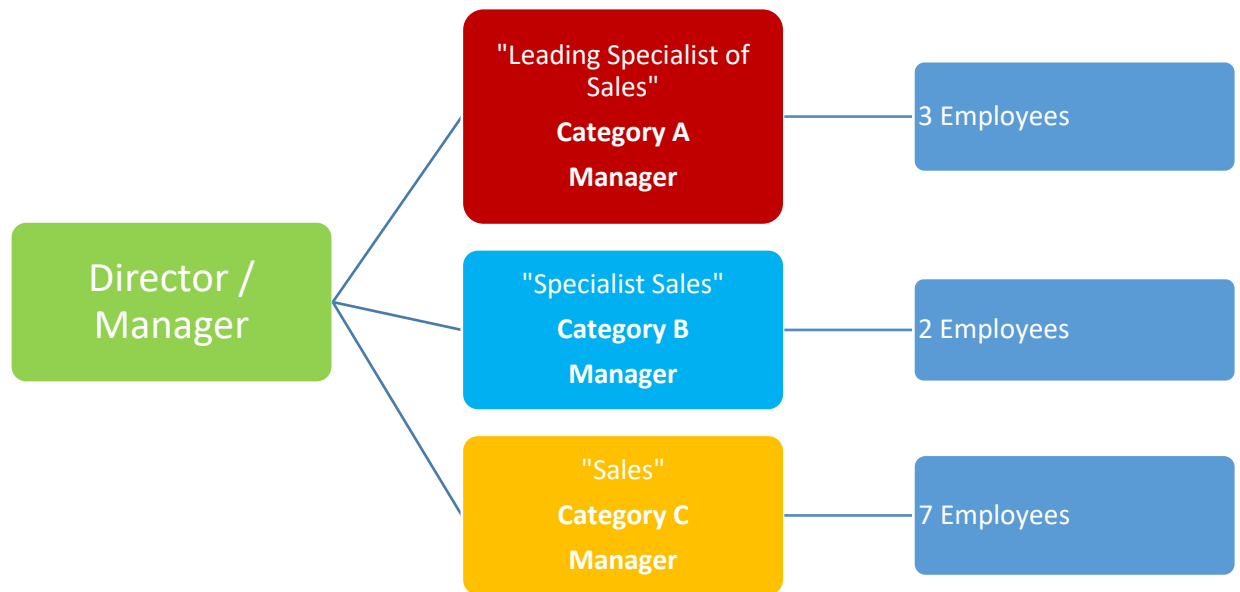 "Leading Specialist of
Sales"
Category A
Manager
3 Employees
Director /
Manager
"Specialist Sales"
Category B
Manager
2 Employees
"Sales"
Category C
Manager
7 Employees